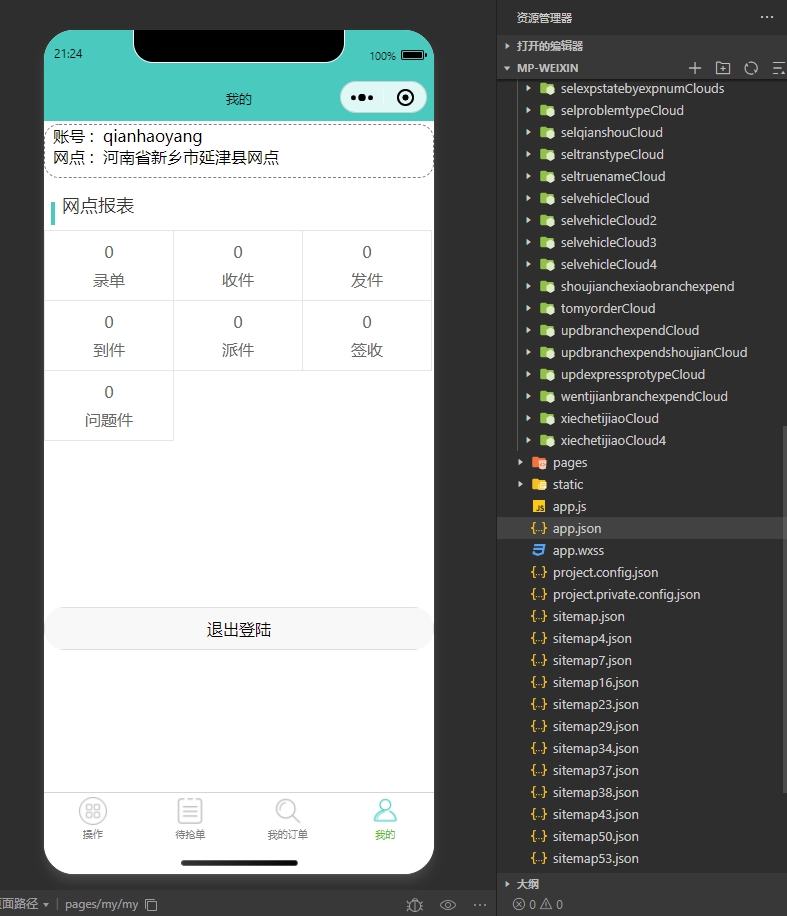 21:24
100%
我的
账号：qianhaoyang
网点：河南省新乡市延津县网点
网点报表
0
录单
0
收件
0
发件
0
到件
0
派件
0
签收
0
问题件
退出登陆
操作
待抢单
我的订单
我的
页面路径
pages/my/my
资源管理器
打开的编辑器
MP-WEIXIN
selexpstatebyexpnumClouds
selproblemtypeCloud
selqianshouCloud
seltranstypeCloud
seltruenameCloud
selvehicleCloud
selvehicleCloud2
selvehicleCloud3
selvehicleCloud4
shoujianchexiaobranchexpend
tomyorderCloud
updbranchexpendCloud
updbranchexpendshoujianCloud
updexpressprotypeCloud
wentijianbranchexpendCloud
xiechetijiaoCloud
xiechetijiaoCloud4
pages
static
JS app.js
{..} app.json
app.wxss
{..} project.config.json
{..} project.private.config.json
{..} sitemap.json
{..} sitemap4.json
{..} sitemap7.json
{..} sitemap16.json
{..} sitemap23.json
{..} sitemap29.json
{..} sitemap34.json
{..} sitemap37.json
{..} sitemap38.json
{..} sitemap43.json
{..} sitemap50.json
{..} sitemap53.json
大纲
0 0